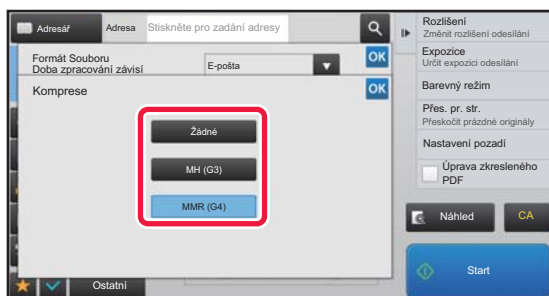 Adresář
Adresa
Stiskněte pro zadání adresy
Formát Souboru
Doba zpracování závisí
E-pošta
OK
Komprese
OK
Žádné
MH (G3)
MMR (G4)
Ostatní
Rozlišení
Změnit rozlišení odesílání
Expozice
Určit expozici odesílání
Barevný režim
Přes. pr. str.
Přeskočit prázdné originály
Nastavení pozadí
Úprava zkresleného
PDF
Náhled
CA
Start